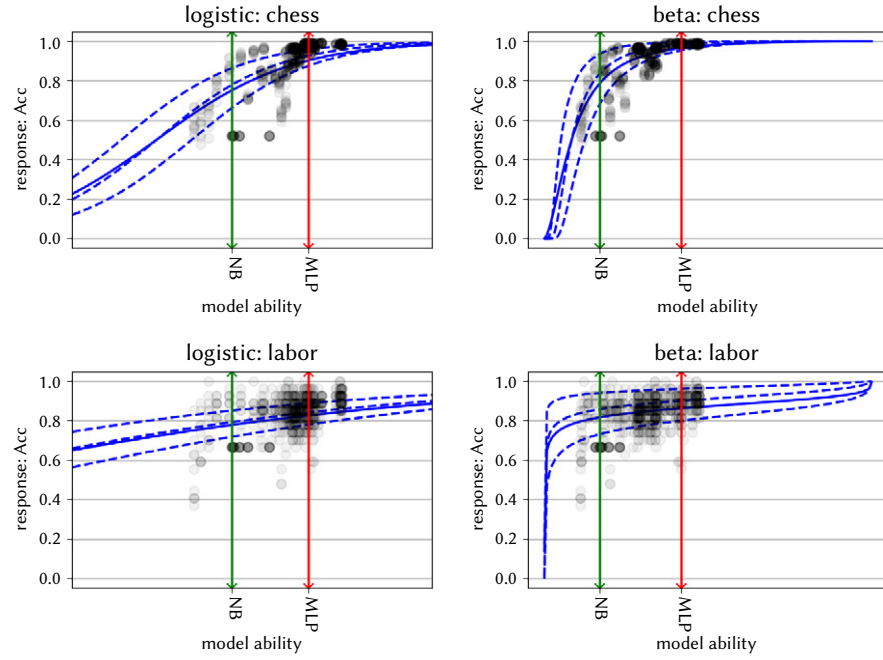 logistic: chess
response: Acc
1.0
0.8
0.6
0.4
0.2
0.0
NB
MLP
model ability
beta: chess
response: Acc
1.0
0.8
0.6
0.4
0.2
0.0
NB
MLP
model ability
logistic: labor
response: Acc
1.0
0.8
0.6
0.4
0.2
0.0
NB
MLP
model ability
beta: labor
response: Acc
1.0
0.8
0.6
0.4
0.2
0.0
NB
MLP
model ability